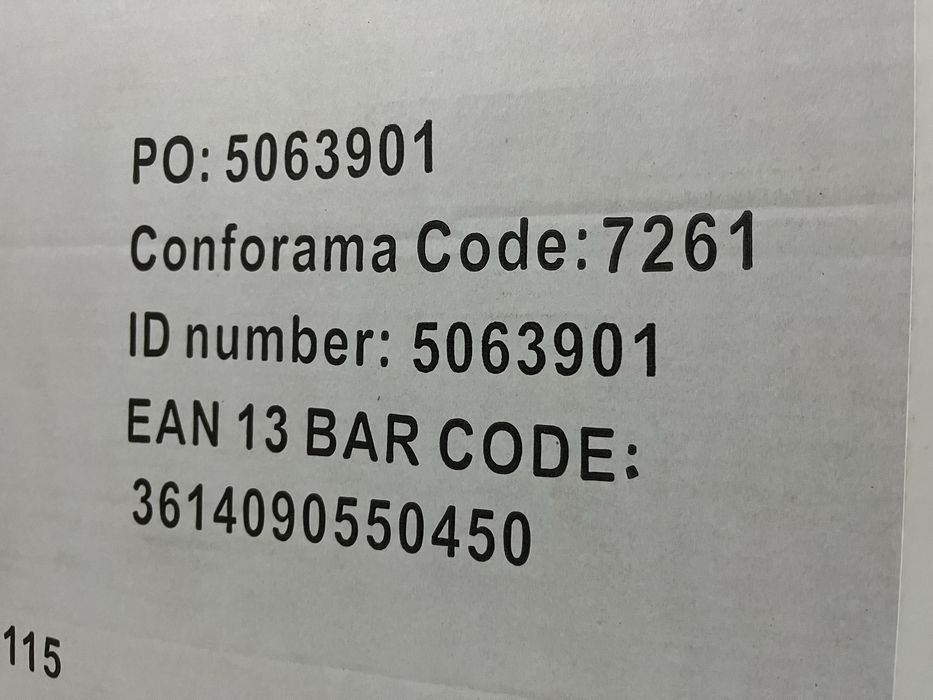 PO: 5063901
Conforama Code:7261
ID number: 5063901
EAN 13 BAR CODE:
3614090550450
115